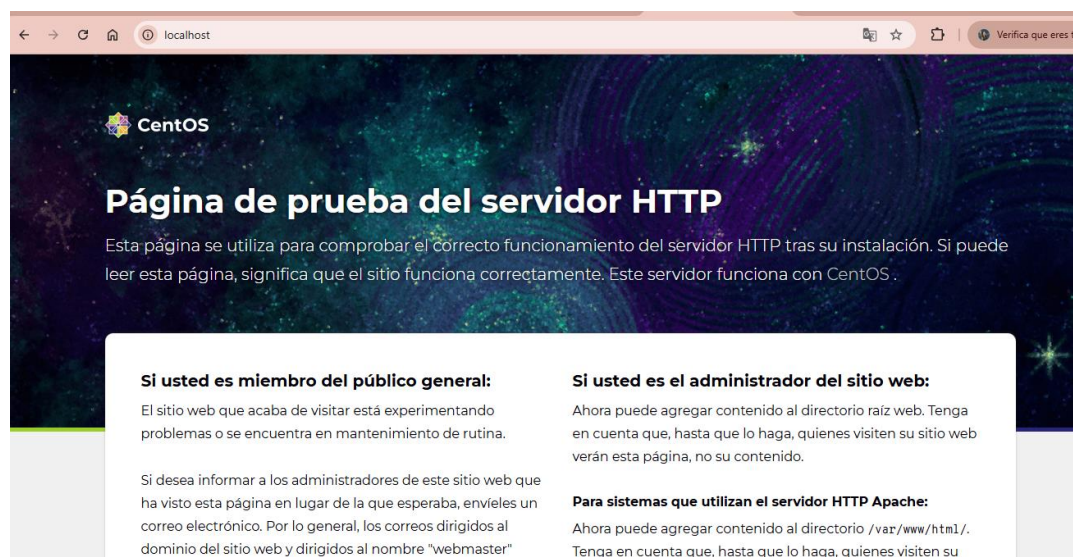 localhost
Verifica que eres t
CentOS
Página de prueba del servidor HTTP
Esta página se utiliza para comprobar el correcto funcionamiento del servidor HTTP tras su instalación. Si puede
leer esta página, significa que el sitio funciona correctamente. Este servidor funciona con CentOS .
Si usted es miembro del público general:
El sitio web que acaba de visitar está experimentando
problemas o se encuentra en mantenimiento de rutina.
Si desea informar a los administradores de este sitio web que
ha visto esta página en lugar de la que esperaba, envíeles un
correo electrónico. Por lo general, los correos dirigidos al
dominio del sitio web y dirigidos al nombre "webmaster"
Si usted es el administrador del sitio web:
Ahora puede agregar contenido al directorio raíz web. Tenga
en cuenta que, hasta que lo haga, quienes visiten su sitio web
verán esta página, no su contenido.
Para sistemas que utilizan el servidor HTTP Apache:
Ahora puede agregar contenido al directorio /var/www/html/.
Tenga en cuenta que, hasta que lo haga, quienes visiten su